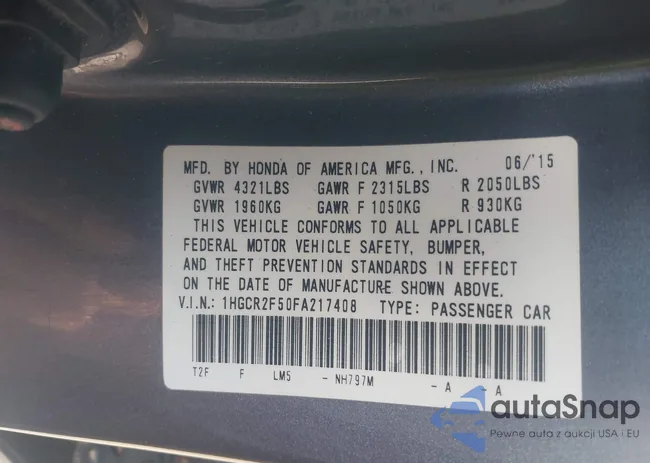 MFD. BY HONDA OF AMERICA MFG., INC. 06/'15
GVWR 4321LBS GAWR F 2315LBS R 2050LBS
GVWR 1960KG GAWR F 1050KG R 930KG
THIS VEHICLE CONFORMS TO ALL APPLICABLE
FEDERAL MOTOR VEHICLE SAFETY, BUMPER,
AND THEFT PREVENTION STANDARDS IN EFFECT
ON THE DATE OF MANUFACTURE SHOWN ABOVE.
V.I.N.: 1HGCR2F50FA217408 TYPE: PASSENGER CAR
T2F F LM5 - NH797M - A - A
autaSnap
Pewne auta z aukcji USA i EU